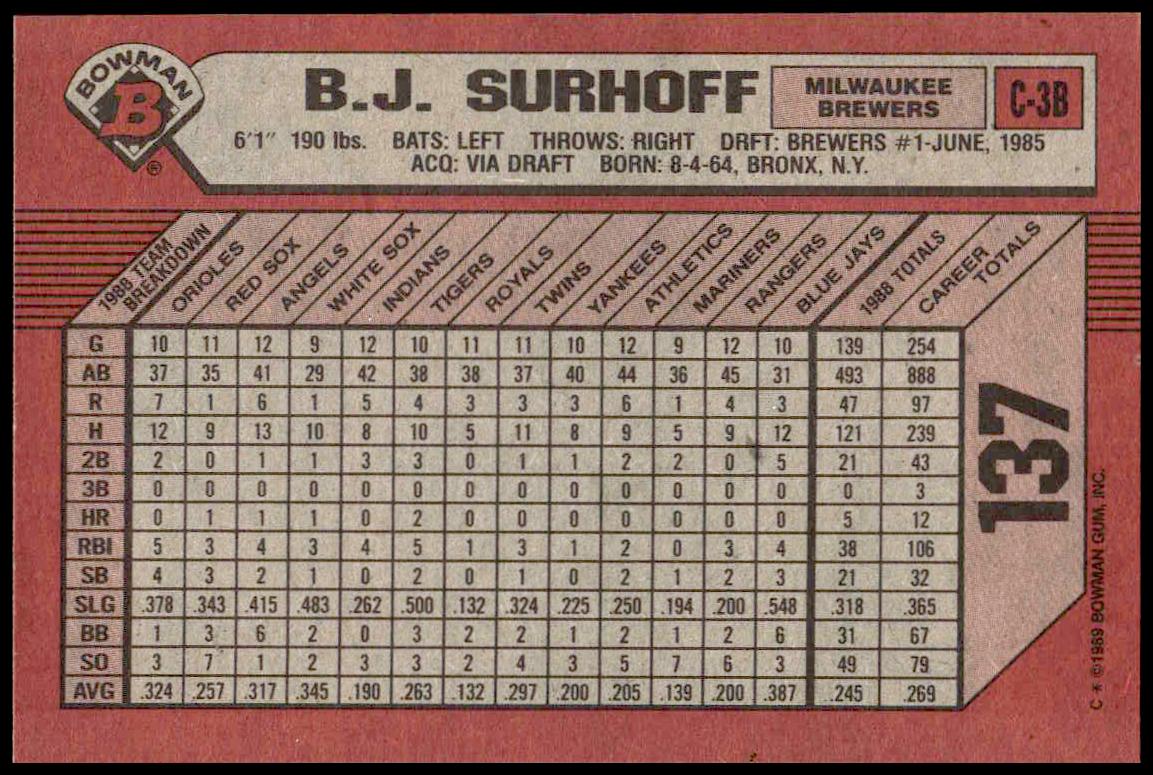 BOWMAN
B
®
B.J. SURHOFF
MILWAUKEE
BREWERS
C-3B
6'1" 190 lbs. BATS: LEFT THROWS: RIGHT DRFT: BREWERS #1-JUNE, 1985
ACQ: VIA DRAFT BORN: 8-4-64, BRONX, N.Y.
1988 TEAM BREAKDOWN ORIOLES RED SOX ANGELS WHITE SOX INDIANS TIGERS ROYALS TWINS YANKEES ATHLETICS MARINERS RANGERS BLUE JAYS 1988 TOTALS CAREER TOTALS
G 10 11 12 9 12 10 11 11 10 12 9 12 10 139 254
AB 37 35 41 29 42 38 38 37 40 44 36 45 31 493 888
R 7 1 6 1 5 4 3 3 3 6 1 4 3 47 97
H 12 9 13 10 8 10 5 11 8 9 5 9 12 121 239
2B 2 0 1 1 3 3 0 1 1 2 2 0 5 21 43
3B 0 0 0 0 0 0 0 0 0 0 0 0 0 0 3
HR 0 1 1 1 0 2 0 0 0 0 0 0 0 5 12
RBI 5 3 4 3 4 5 1 3 1 2 0 3 4 38 106
SB 4 3 2 1 0 2 0 1 0 2 1 2 3 21 32
SLG .378 .343 .415 .483 .262 .500 .132 .324 .225 .250 .194 .200 .548 .318 .365
BB 1 3 6 2 0 3 2 2 1 2 1 2 6 31 67
SO 3 7 1 2 3 3 2 4 3 5 7 6 3 49 79
AVG .324 .257 .317 .345 .190 .263 .132 .297 .200 .205 .139 .200 .387 .245 .269
137
C * ©1989 BOWMAN GUM, INC.